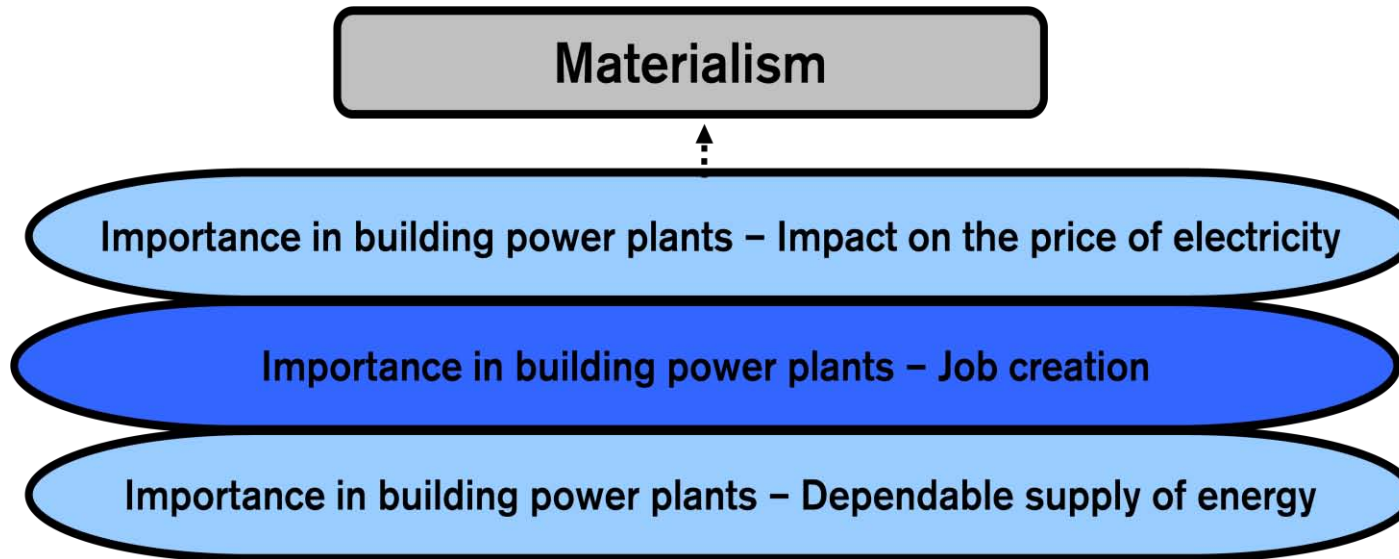 Materialism
Importance in building power plants – Impact on the price of electricity
Importance in building power plants – Job creation
Importance in building power plants – Dependable supply of energy